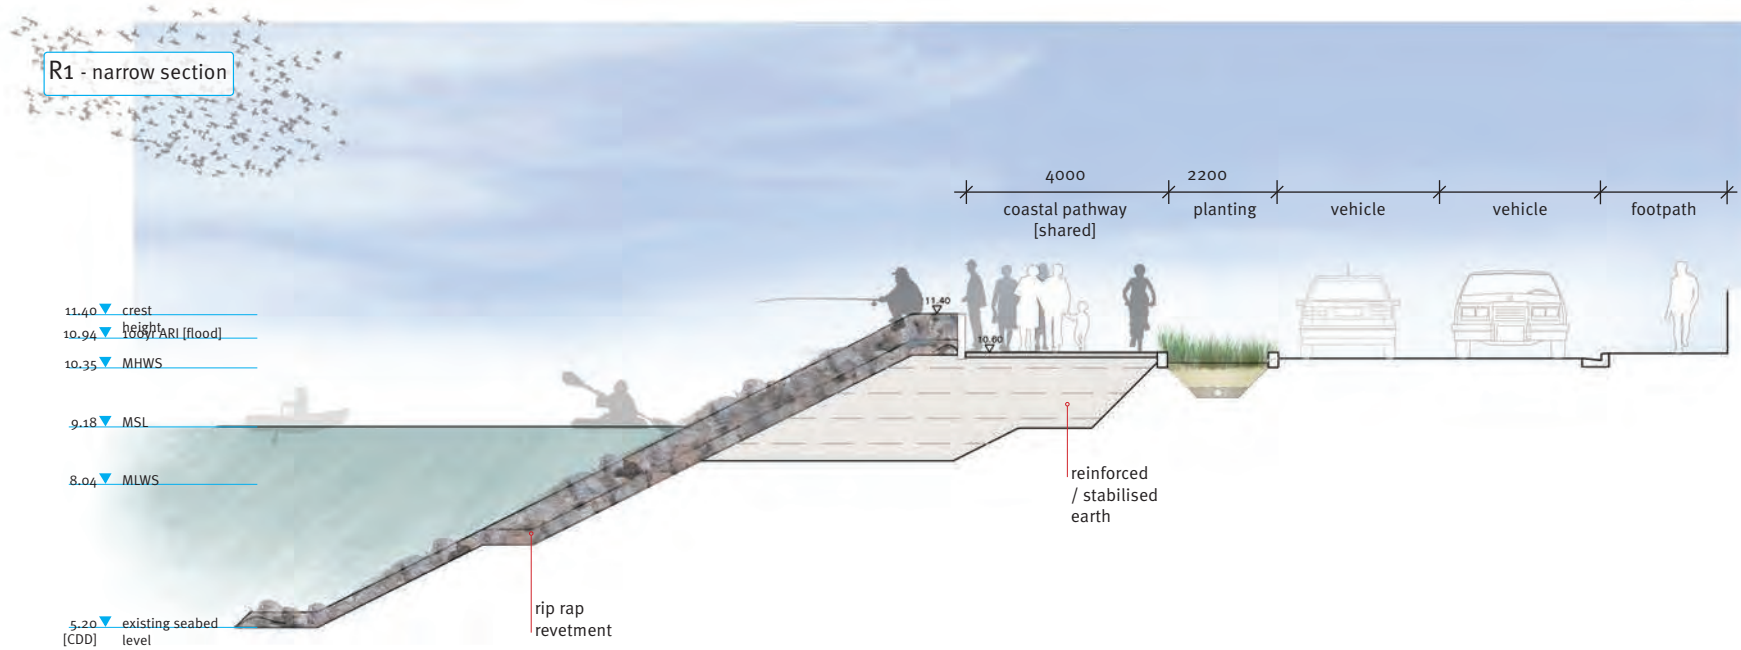 R1 - narrow section
4000
2200
coastal pathway
[shared]
planting
vehicle
vehicle
footpath
11.40
10.60
11.40 crest
height
10.94 100yr ARI [flood]
10.35 MHWS
9.18 MSL
8.04 MLWS
5.20 existing seabed
[CDD] level
reinforced
/ stabilised
earth
rip rap
revetment